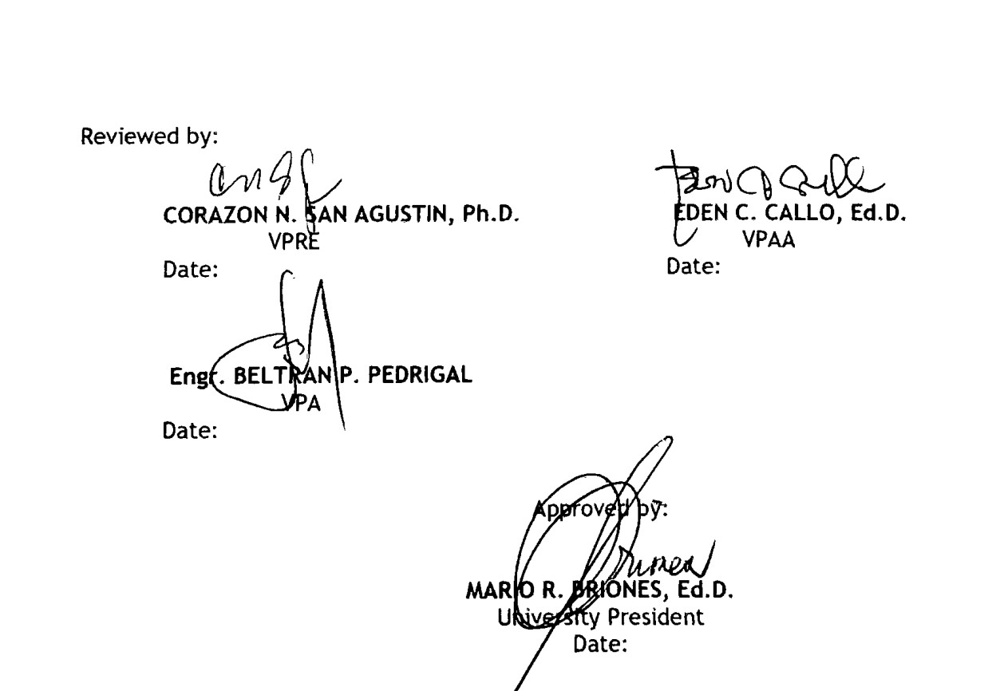 Reviewed by:
CORAZON N. SAN AGUSTIN, Ph.D.
VPRE
Date:
EDEN C. CALLO, Ed.D.
VPAA
Date:
Engr. BELTRAN P. PEDRIGAL
VPA
Date:
Approved by:
MARIO R. BRIONES, Ed.D.
University President
Date: